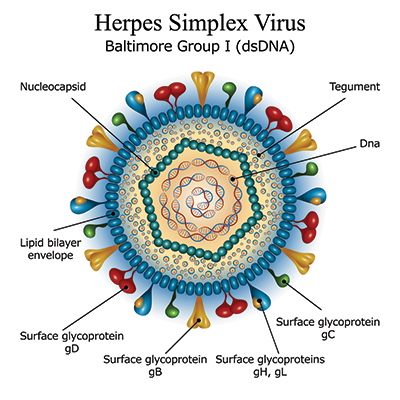 Herpes Simplex Virus
Baltimore Group I (dsDNA)
Nucleocapsid
Tegument
Dna
Lipid bilayer
envelope
Surface glycoprotein
gD
Surface glycoprotein
gB
Surface glycoproteins
gH, gL
Surface glycoprotein
gC